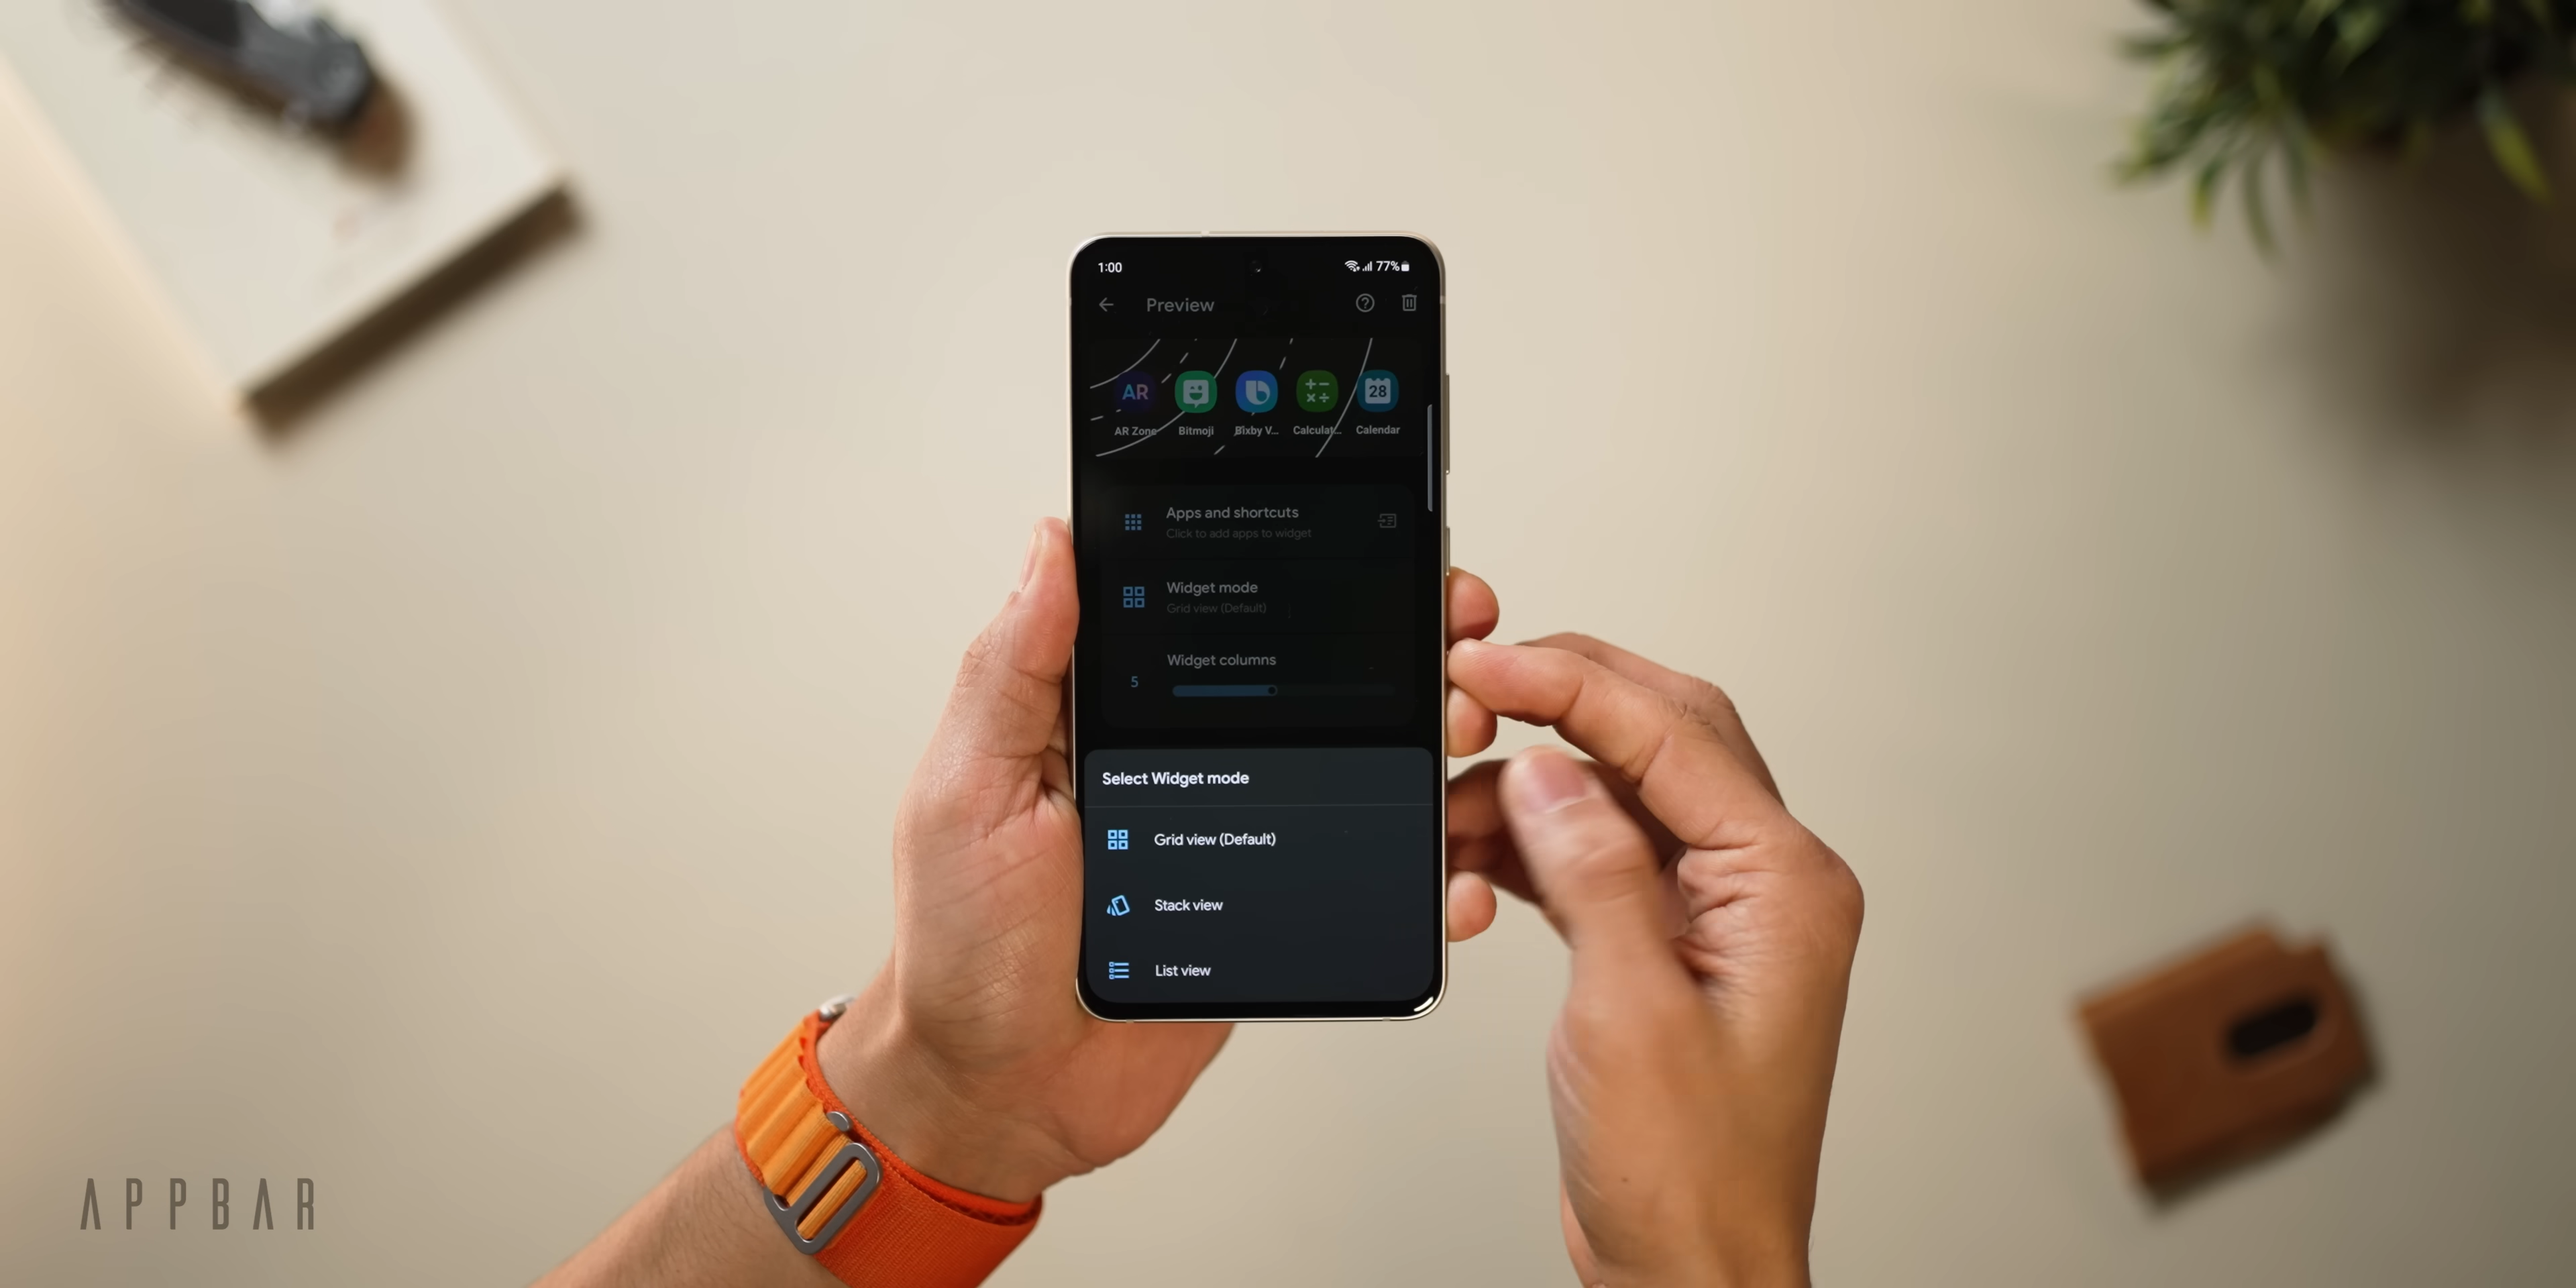 1:00
77%
Preview
AR
28
AR Zone
Bitmoji
Bixby V...
Calculat...
Calendar
Apps and shortcuts
Click to add apps to widget
Widget mode
Grid view (Default)
Widget columns
5
Select Widget mode
Grid view (Default)
Stack view
List view
APPBAR